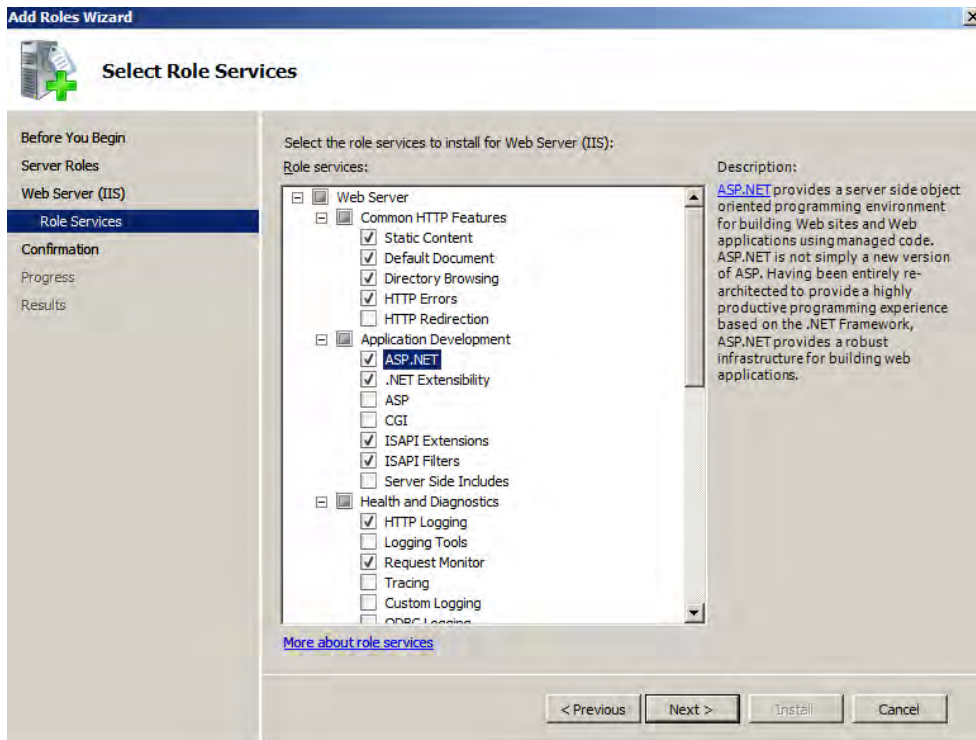 Add Roles Wizard
Select Role Services
Before You Begin
Server Roles
Web Server (IIS)
Role Services
Confirmation
Progress
Results
Select the role services to install for Web Server (IIS):
Role services:
Web Server
Common HTTP Features
Static Content
Default Document
Directory Browsing
HTTP Errors
HTTP Redirection
Application Development
ASP.NET
.NET Extensibility
ASP
CGI
ISAPI Extensions
ISAPI Filters
Server Side Includes
Health and Diagnostics
HTTP Logging
Logging Tools
Request Monitor
Tracing
Custom Logging
ODBC Logging
More about role services
Description:
ASP.NET provides a server side object
oriented programming environment
for building Web sites and Web
applications using managed code.
ASP.NET is not simply a new version
of ASP. Having been entirely re-
architected to provide a highly
productive programming experience
based on the .NET Framework,
ASP.NET provides a robust
infrastructure for building web
applications.
< Previous
Next >
Install
Cancel